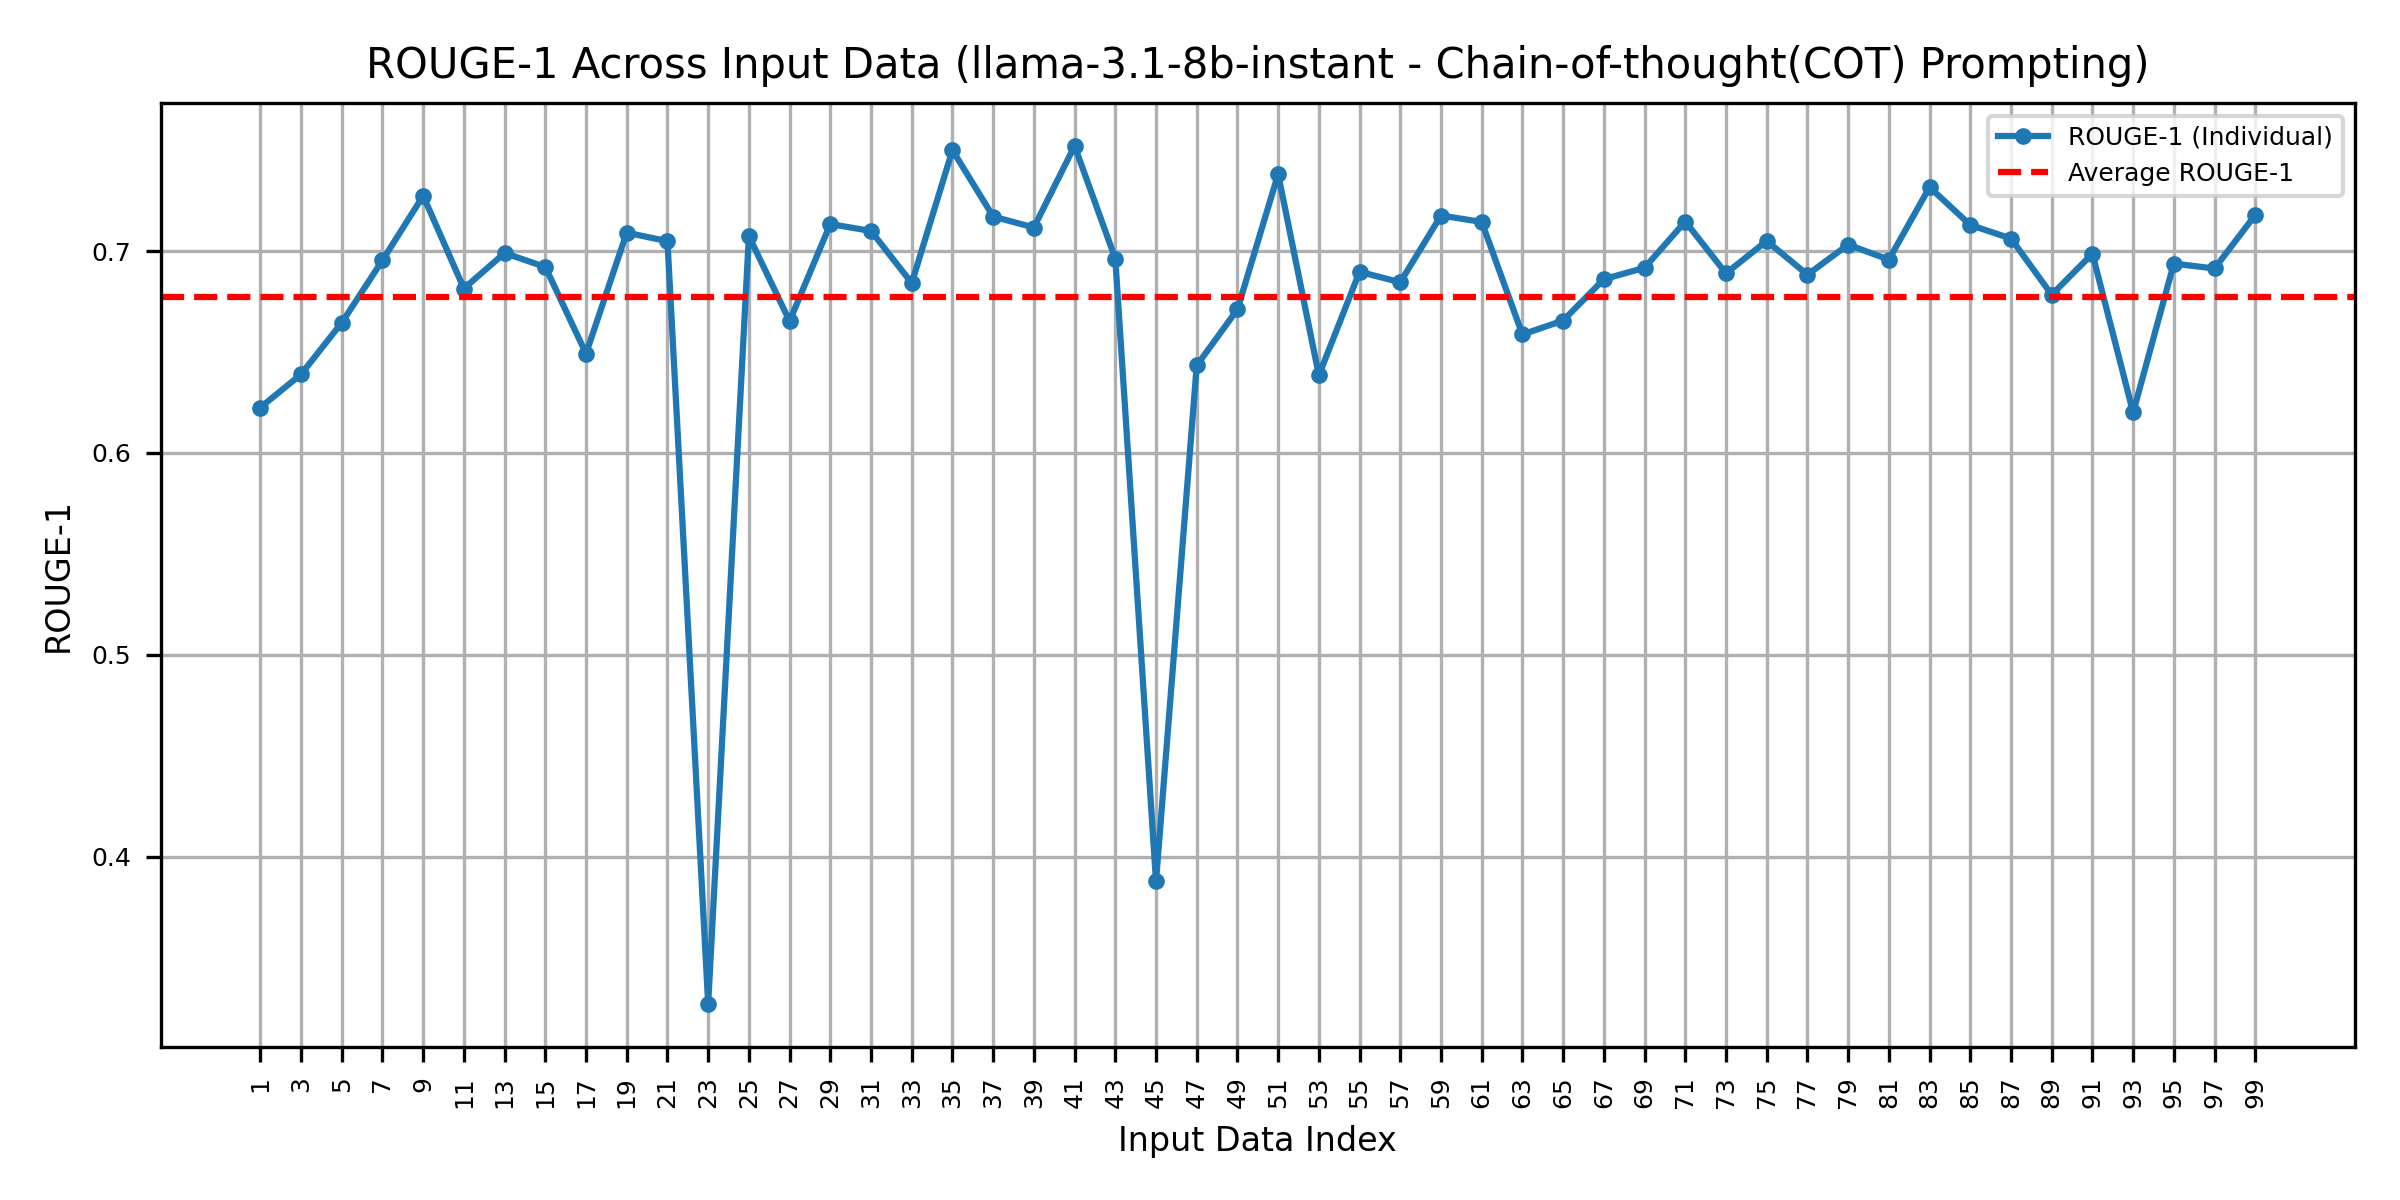 ROUGE-1 Across Input Data (llama-3.1-8b-instant - Chain-of-thought(COT) Prompting)
ROUGE-1 (Individual)
Average ROUGE-1
ROUGE-1
0.7
0.6
0.5
0.4
1 3 5 7 9 11 13 15 17 19 21 23 25 27 29 31 33 35 37 39 41 43 45 47 49 51 53 55 57 59 61 63 65 67 69 71 73 75 77 79 81 83 85 87 89 91 93 95 97 99
Input Data Index